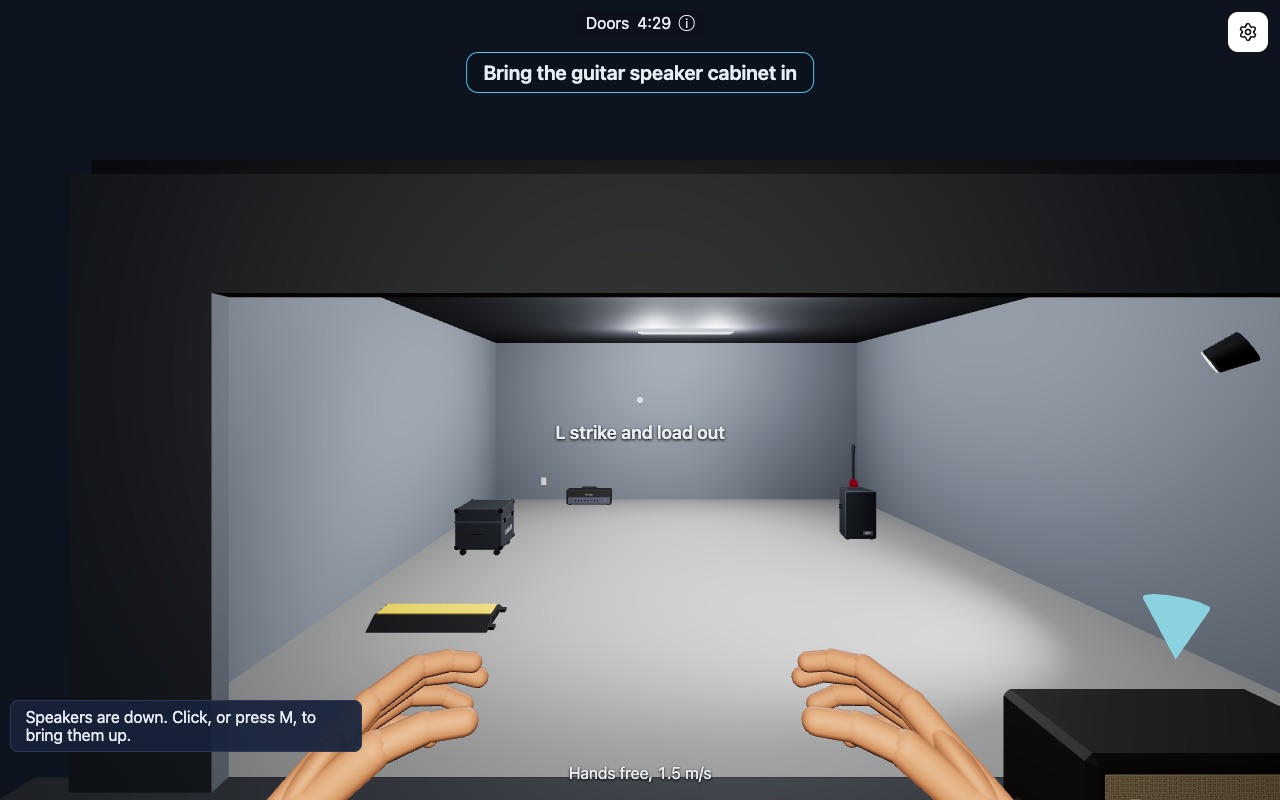 Doors 4:29 ⓘ
Bring the guitar speaker cabinet in
L strike and load out
Speakers are down. Click, or press M, to
bring them up.
Hands free, 1.5 m/s